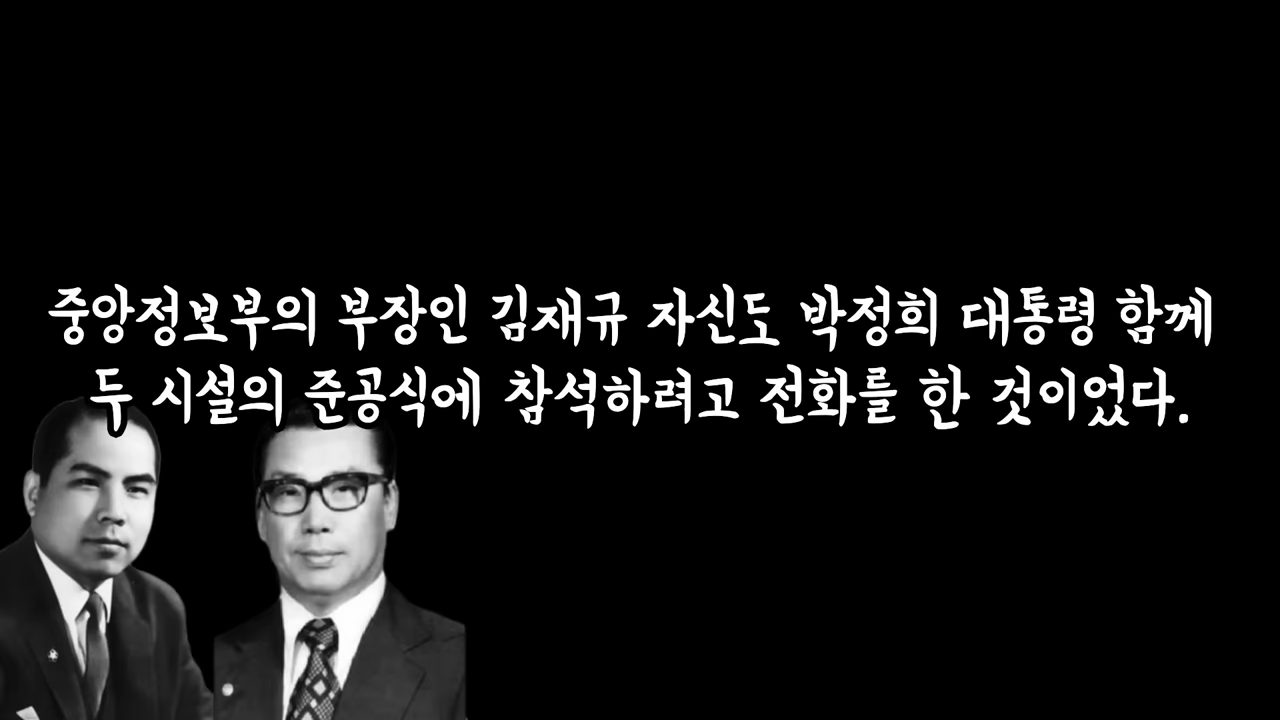 중앙정보부의 부장인 김재규 자신도 박정희 대통령 함께
두 시설의 준공식에 참석하려고 전화를 한 것이었다.